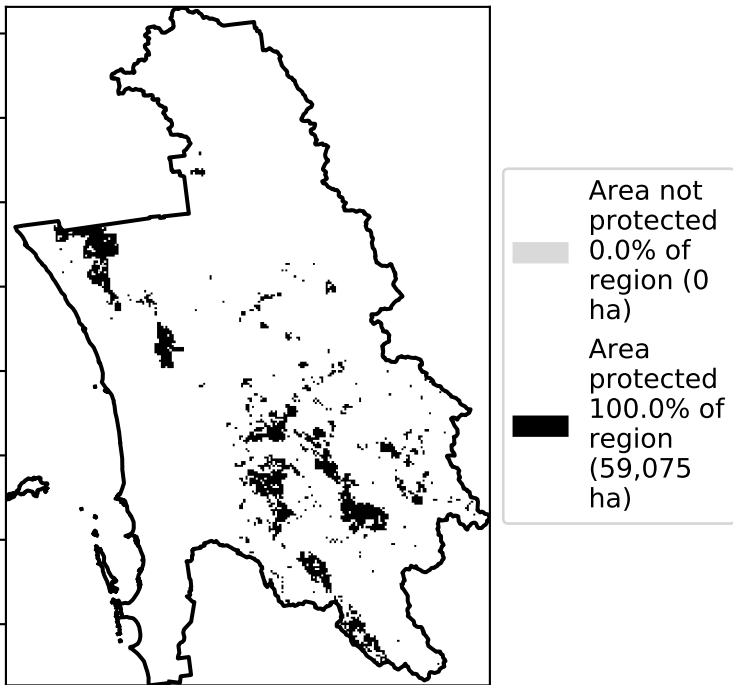 Area not
protected
0.0% of
region (0
ha)
Area
protected
100.0% of
region
(59,075
ha)